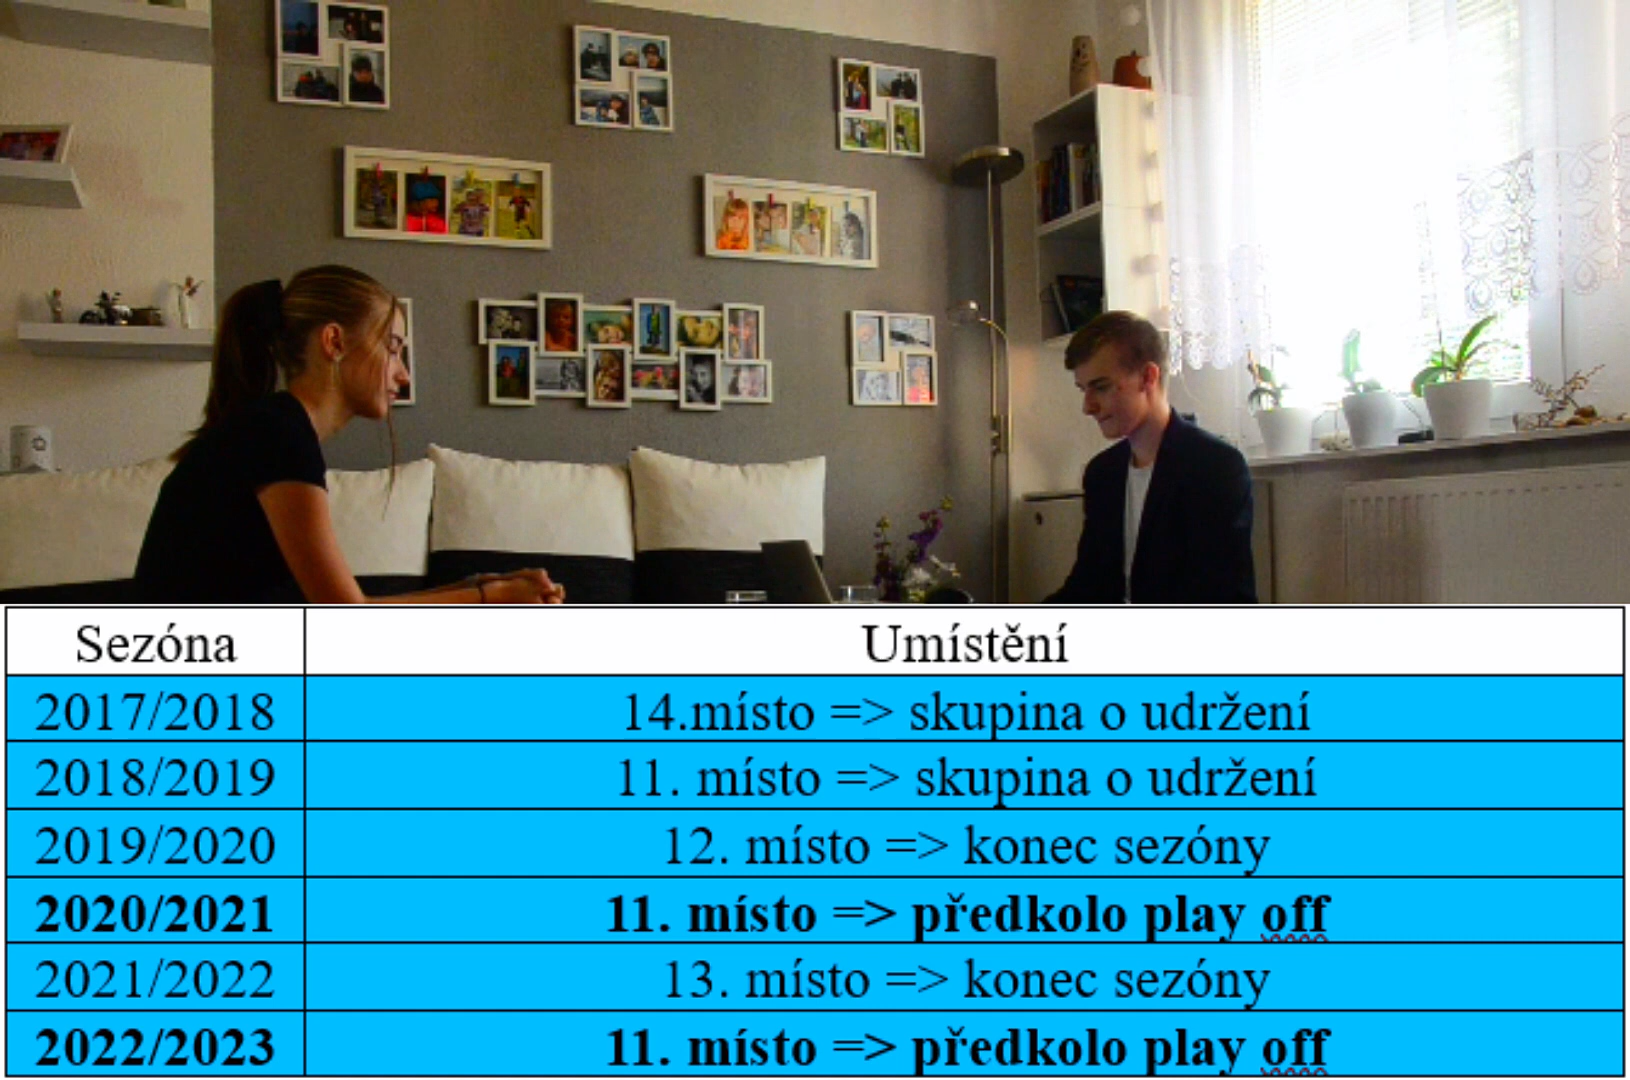 Sezóna Umístění
2017/2018 14.místo => skupina o udržení
2018/2019 11. místo => skupina o udržení
2019/2020 12. místo => konec sezóny
2020/2021 11. místo => předkolo play off
2021/2022 13. místo => konec sezóny
2022/2023 11. místo => předkolo play off